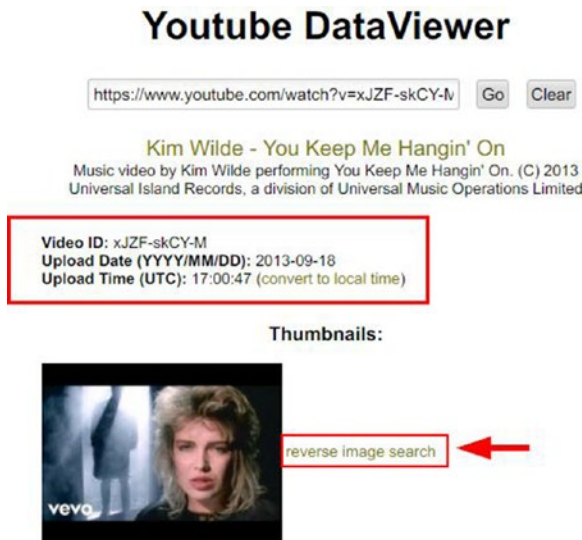 Youtube DataViewer
https://www.youtube.com/watch?v=xJZF-skCY-M Go Clear
Kim Wilde - You Keep Me Hangin' On
Music video by Kim Wilde performing You Keep Me Hangin' On. (C) 2013
Universal Island Records, a division of Universal Music Operations Limited
Video ID: xJZF-skCY-M
Upload Date (YYYY/MM/DD): 2013-09-18
Upload Time (UTC): 17:00:47 (convert to local time)
Thumbnails:
reverse image search
vevo